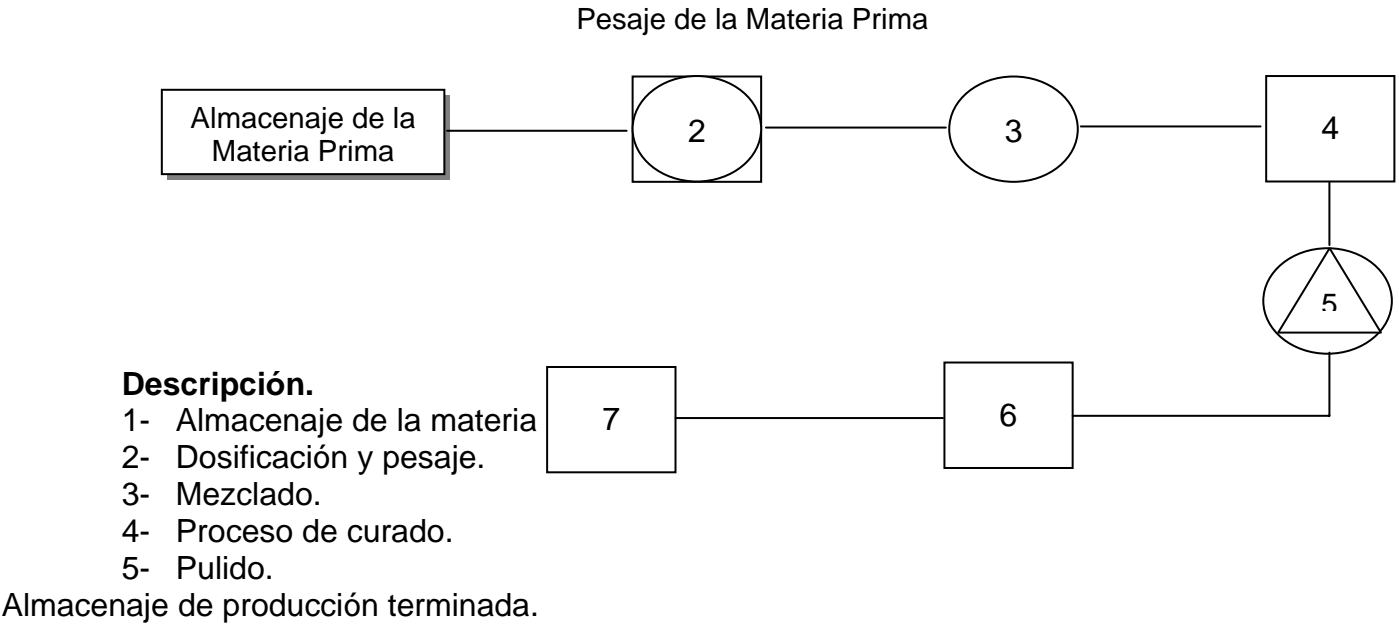 Pesaje de la Materia Prima
Almacenaje de la
Materia Prima
2
3
4
5
7
6
Descripción.
1- Almacenaje de la materia
2- Dosificación y pesaje.
3- Mezclado.
4- Proceso de curado.
5- Pulido.
Almacenaje de producción terminada.